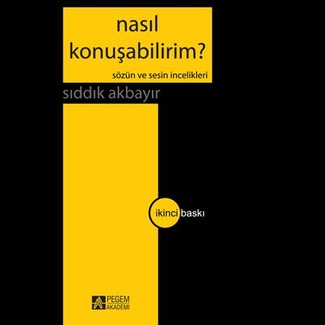 nasıl
konuşabilirim?
sözün ve sesin incelikleri
sıddık akbayır
ikinci baskı
PEGEM
AKADEMİ